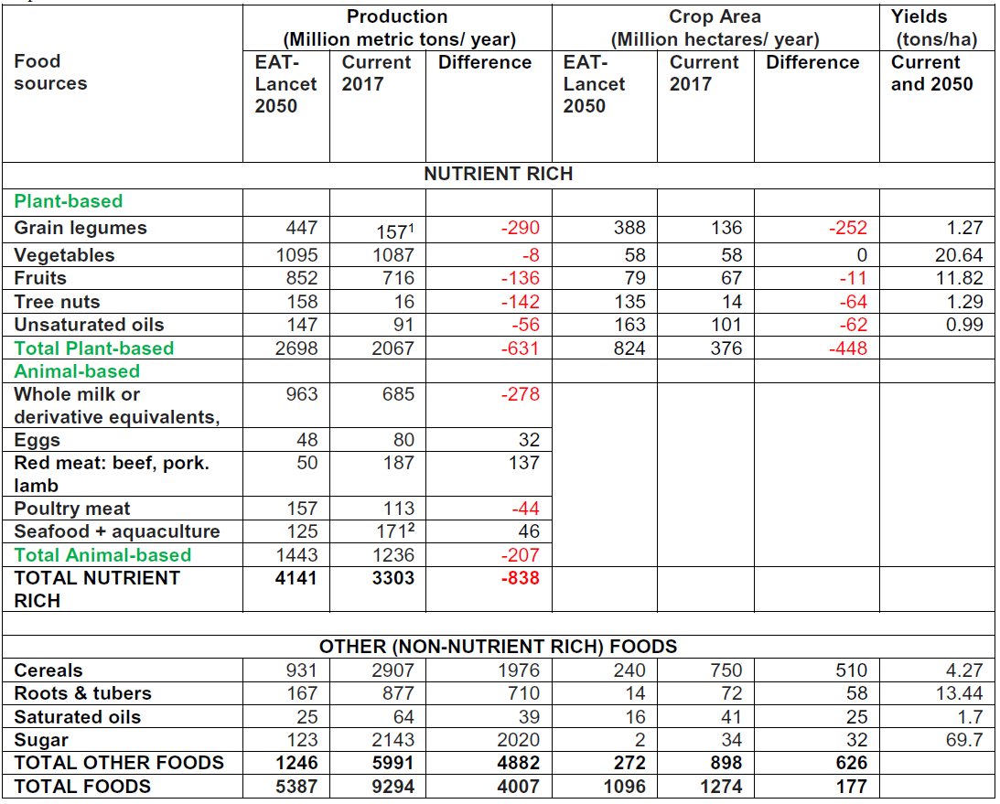 Production Crop Area Yields
(Million metric tons/ year) (Million hectares/ year) (tons/ha)
Food EAT- Current Difference EAT- Current Difference Current
sources Lancet 2017 Lancet 2017 and 2050
2050 2050
NUTRIENT RICH
Plant-based
Grain legumes 447 157¹ -290 388 136 -252 1.27
Vegetables 1095 1087 -8 58 58 0 20.64
Fruits 852 716 -136 79 67 -11 11.82
Tree nuts 158 16 -142 135 14 -64 1.29
Unsaturated oils 147 91 -56 163 101 -62 0.99
Total Plant-based 2698 2067 -631 824 376 -448
Animal-based
Whole milk or 963 685 -278
derivative equivalents,
Eggs 48 80 32
Red meat: beef, pork. 50 187 137
lamb
Poultry meat 157 113 -44
Seafood + aquaculture 125 171² 46
Total Animal-based 1443 1236 -207
TOTAL NUTRIENT 4141 3303 -838
RICH
OTHER (NON-NUTRIENT RICH) FOODS
Cereals 931 2907 1976 240 750 510 4.27
Roots & tubers 167 877 710 14 72 58 13.44
Saturated oils 25 64 39 16 41 25 1.7
Sugar 123 2143 2020 2 34 32 69.7
TOTAL OTHER FOODS 1246 5991 4882 272 898 626
TOTAL FOODS 5387 9294 4007 1096 1274 177